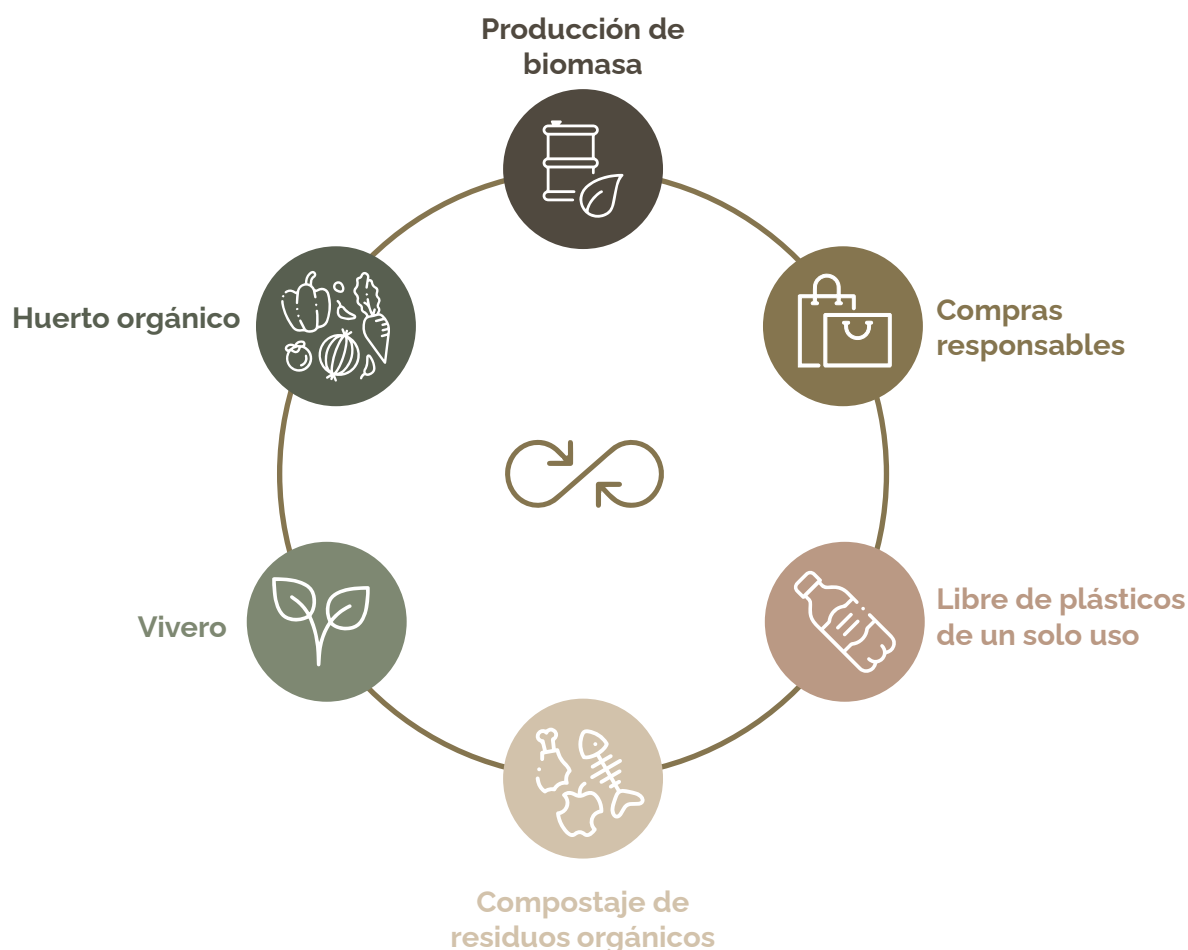 Producción de
biomasa
Compras
responsables
Libre de plásticos
de un solo uso
Compostaje de
residuos orgánicos
Vivero
Huerto orgánico